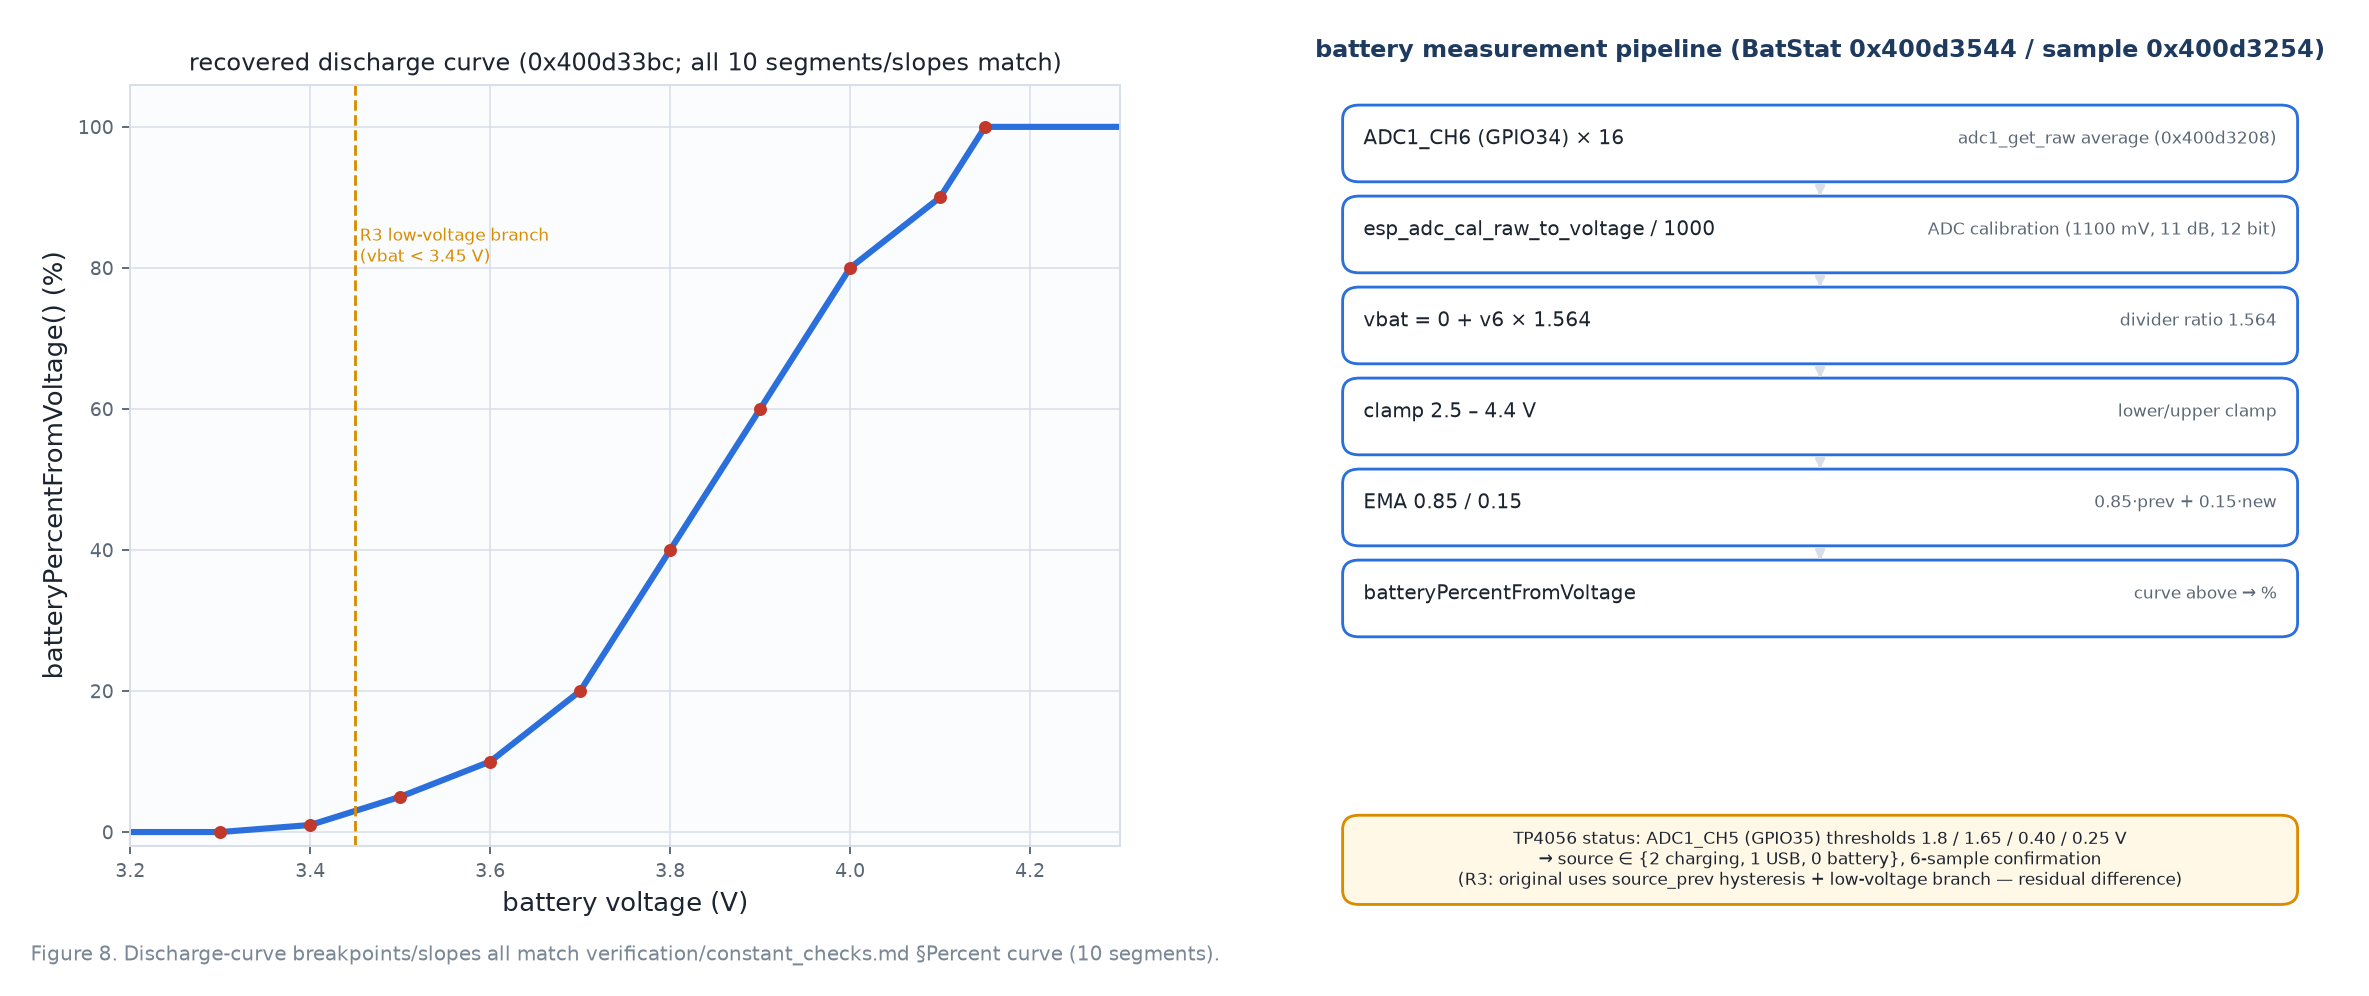 recovered discharge curve (0x400d33bc; all 10 segments/slopes match)
batteryPercentFromVoltage() (%)
100
80
60
40
20
0
R3 low-voltage branch
(vbat < 3.45 V)
3.2
3.4
3.6
3.8
4.0
4.2
battery voltage (V)
battery measurement pipeline (BatStat 0x400d3544 / sample 0x400d3254)
ADC1_CH6 (GPIO34) × 16
adc1_get_raw average (0x400d3208)
esp_adc_cal_raw_to_voltage / 1000
ADC calibration (1100 mV, 11 dB, 12 bit)
vbat = 0 + v6 × 1.564
divider ratio 1.564
clamp 2.5 – 4.4 V
lower/upper clamp
EMA 0.85 / 0.15
0.85·prev + 0.15·new
batteryPercentFromVoltage
curve above → %
TP4056 status: ADC1_CH5 (GPIO35) thresholds 1.8 / 1.65 / 0.40 / 0.25 V
→ source ∈ {2 charging, 1 USB, 0 battery}, 6-sample confirmation
(R3: original uses source_prev hysteresis + low-voltage branch — residual difference)
Figure 8. Discharge-curve breakpoints/slopes all match verification/constant_checks.md §Percent curve (10 segments).